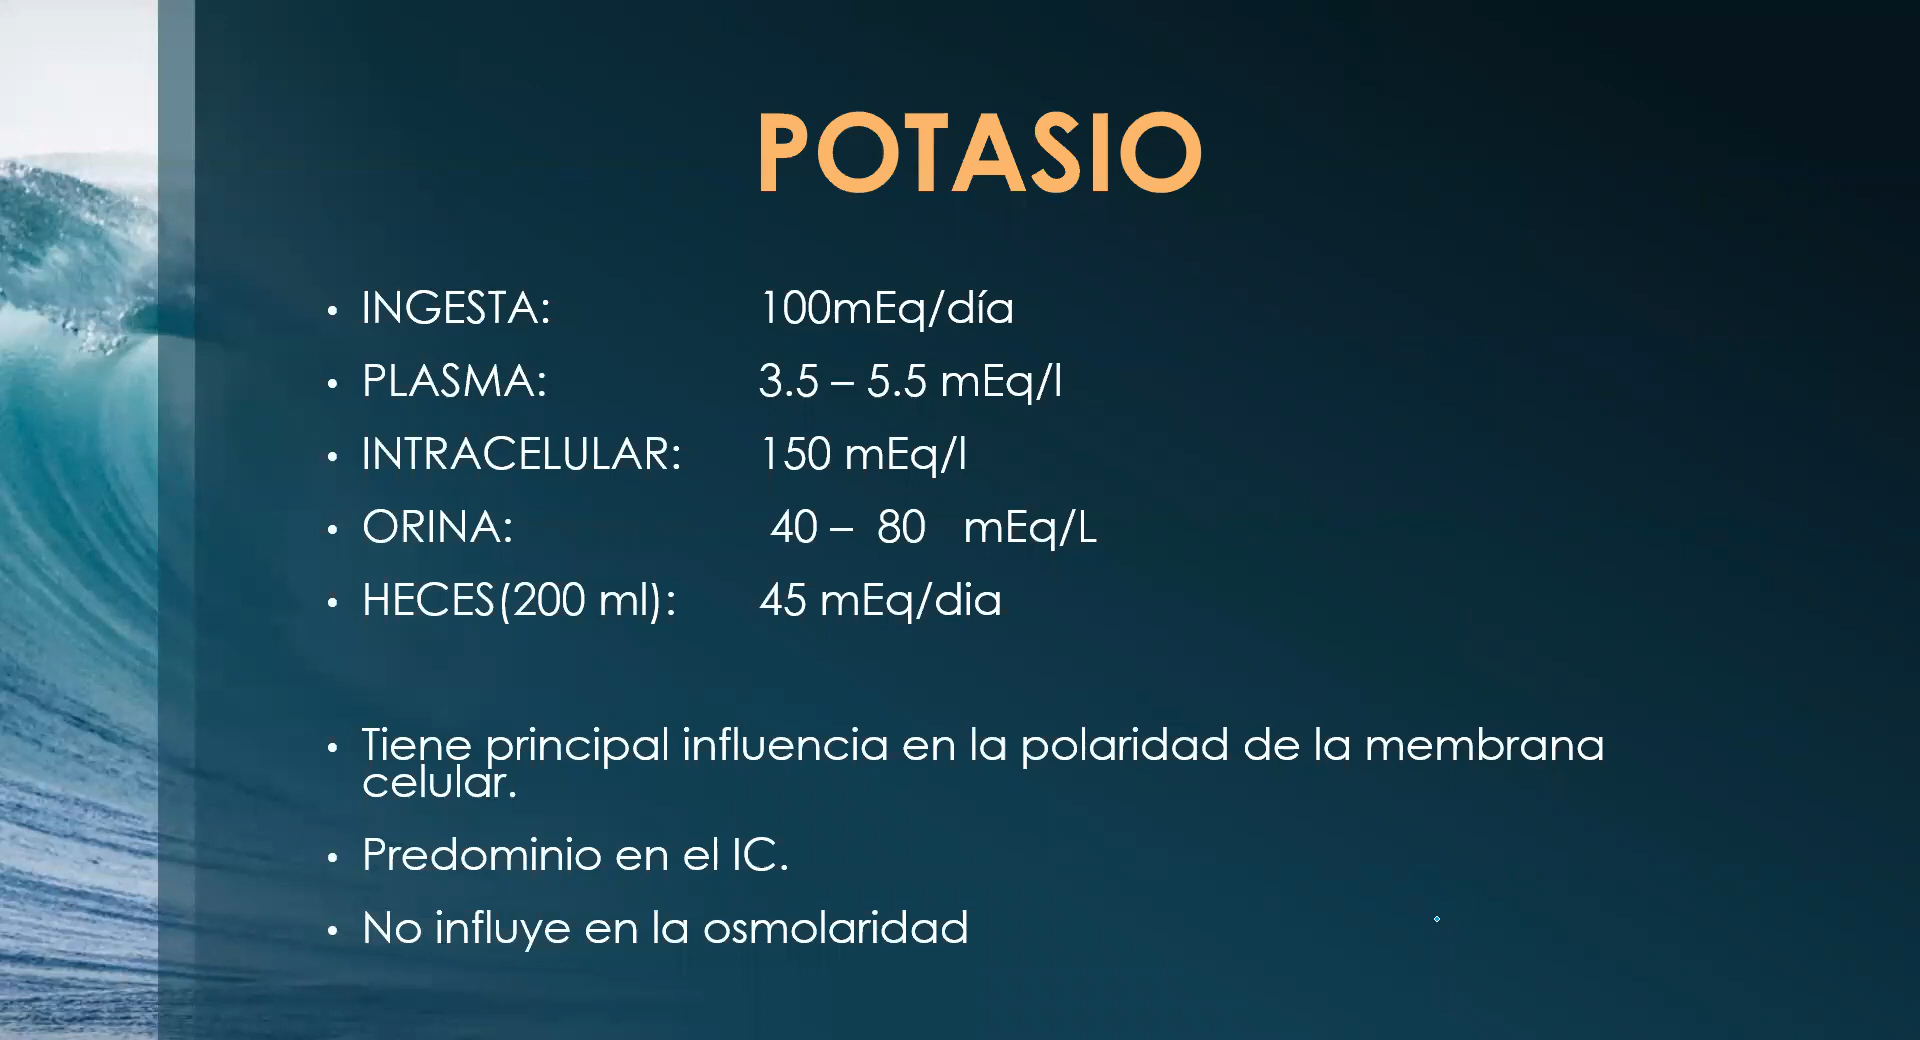 POTASIO
• INGESTA: 100mEq/día
• PLASMA: 3.5 – 5.5 mEq/l
• INTRACELULAR: 150 mEq/l
• ORINA: 40 – 80 mEq/L
• HECES(200 ml): 45 mEq/dia
• Tiene principal influencia en la polaridad de la membrana
celular.
• Predominio en el IC.
• No influye en la osmolaridad